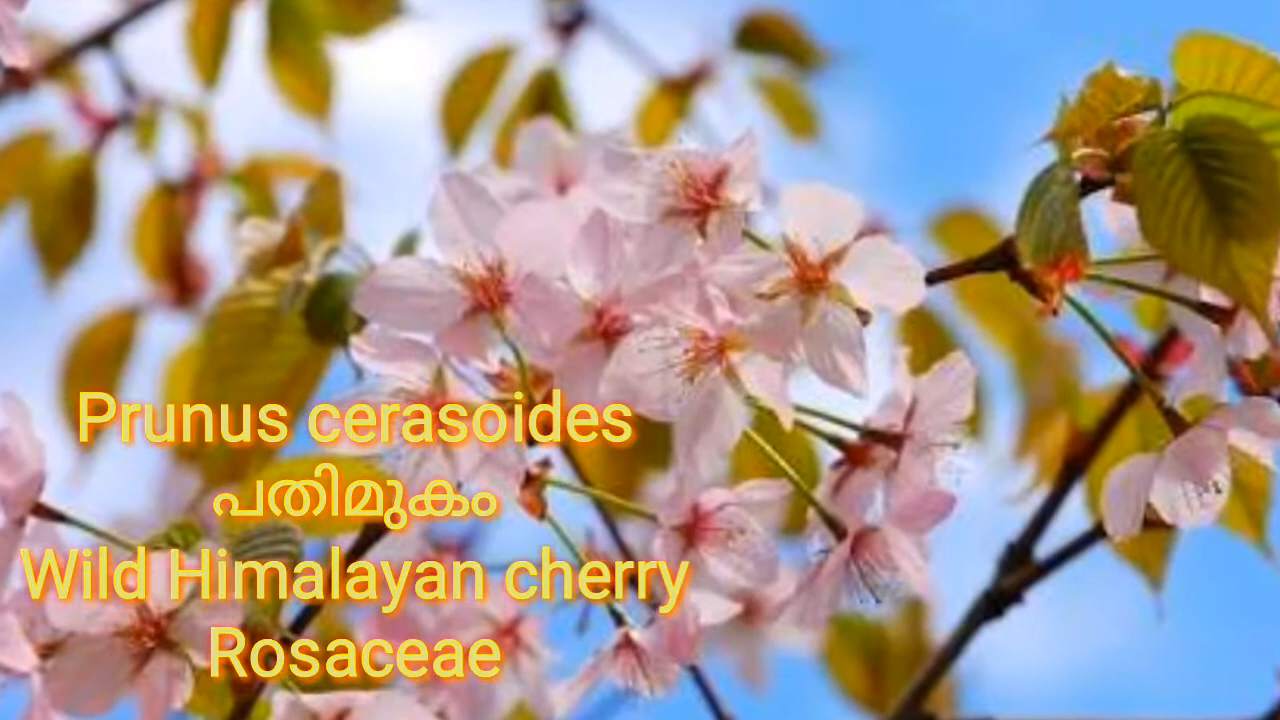 Prunus cerasoides
പതിമുകം
Wild Himalayan cherry
Rosaceae